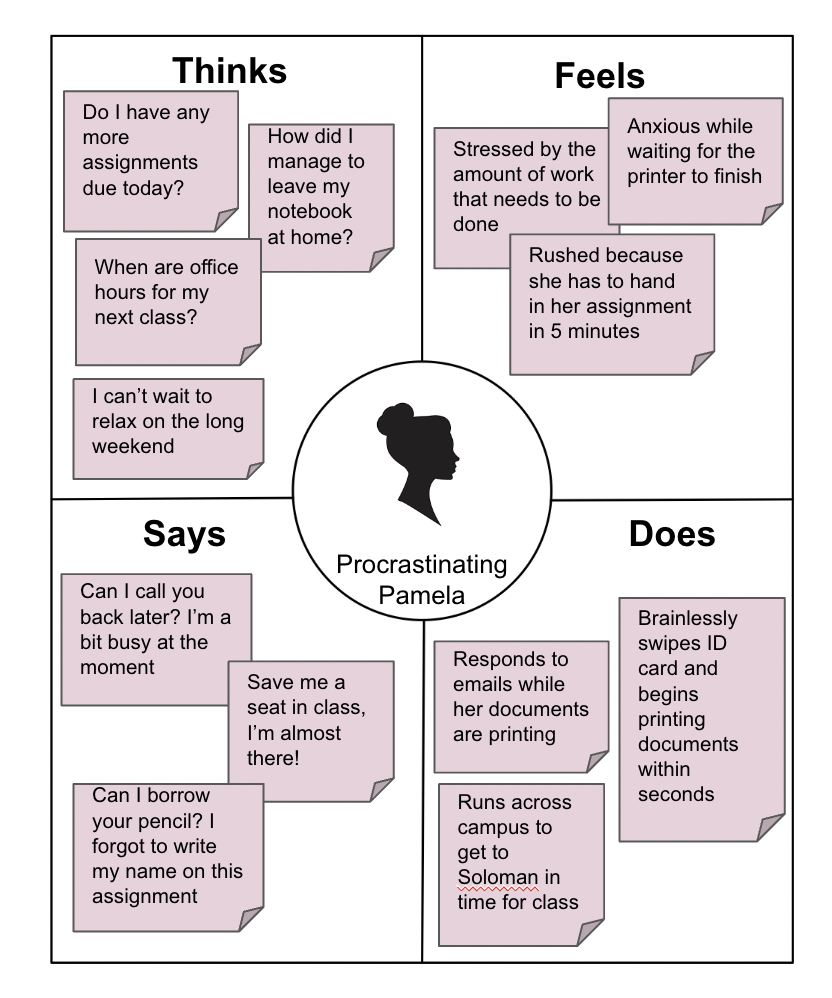 Thinks
Do I have any
more
assignments
due today?
How did I
manage to
leave my
notebook
at home?
When are office
hours for my
next class?
I can’t wait to
relax on the long
weekend
Feels
Stressed by the
amount of work
that needs to be
done
Anxious while
waiting for the
printer to finish
Rushed because
she has to hand
in her assignment
in 5 minutes
Procrastinating
Pamela
Says
Can I call you
back later? I’m a
bit busy at the
moment
Save me a
seat in class,
I’m almost
there!
Can I borrow
your pencil? I
forgot to write
my name on this
assignment
Does
Responds to
emails while
her documents
are printing
Brainlessly
swipes ID
card and
begins
printing
documents
within
seconds
Runs across
campus to
get to
Soloman in
time for class